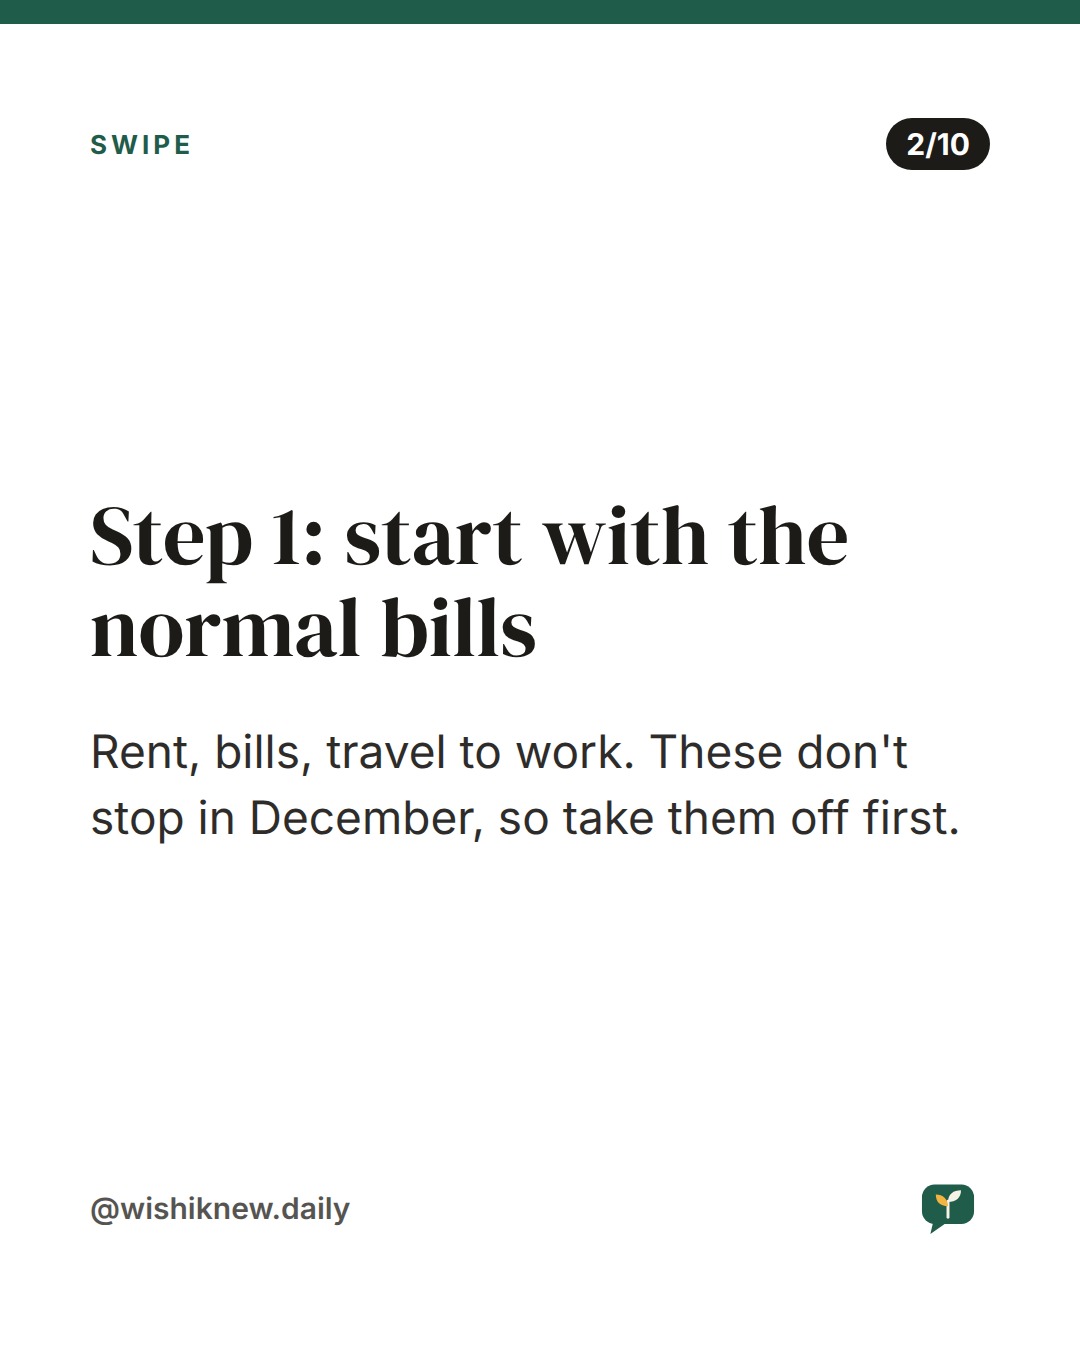 SWIPE
2/10
Step 1: start with the
normal bills
Rent, bills, travel to work. These don't
stop in December, so take them off first.
@wishiknew.daily